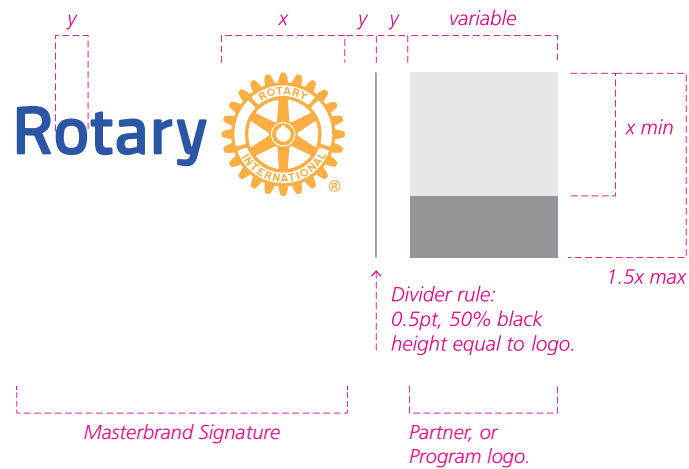 y
x
y
y
variable
Rotary
ROTARY
INTERNATIONAL
®
x min
1.5x max
Divider rule:
0.5pt, 50% black
height equal to logo.
Masterbrand Signature
Partner, or
Program logo.